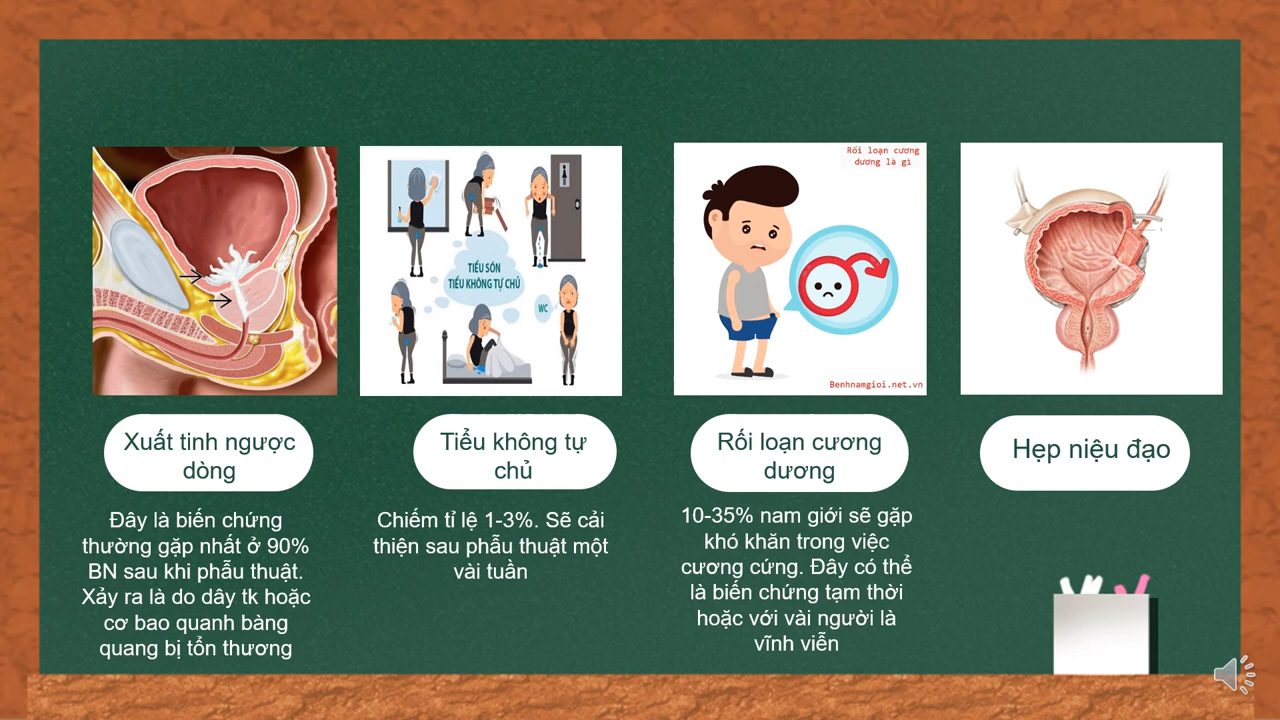 Rối loạn cương
dương là gì
TIỂU SÓN
TIỂU KHÔNG TỰ CHỦ
WC
Benhnamgioi.net.vn
Xuất tinh ngược
dòng
Đây là biến chứng
thường gặp nhất ở 90%
BN sau khi phẫu thuật.
Xảy ra là do dây tk hoặc
cơ bao quanh bàng
quang bị tổn thương
Tiểu không tự
chủ
Chiếm tỉ lệ 1-3%. Sẽ cải
thiện sau phẫu thuật một
vài tuần
Rối loạn cương
dương
10-35% nam giới sẽ gặp
khó khăn trong việc
cương cứng. Đây có thể
là biến chứng tạm thời
hoặc với vài người là
vĩnh viễn
Hẹp niệu đạo